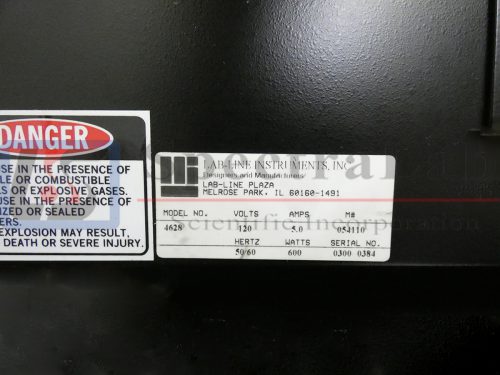 DANGER
USE IN THE PRESENCE OF
LE OR COMBUSTIBLE
S OR EXPLOSIVE GASES.
USE IN THE PRESENCE OF
IZED OR SEALED
ERS.
EXPLOSION MAY RESULT,
DEATH OR SEVERE INJURY.
LAB-LINE INSTRUMENTS, INC.
Designers and Manufacturers
LAB-LINE PLAZA
MELROSE PARK, IL 60160-1491
MODEL NO. VOLTS AMPS M#
4628 120 5.0 054110
HERTZ WATTS SERIAL NO.
50/60 600 0300 0384
Scientific Incorporation